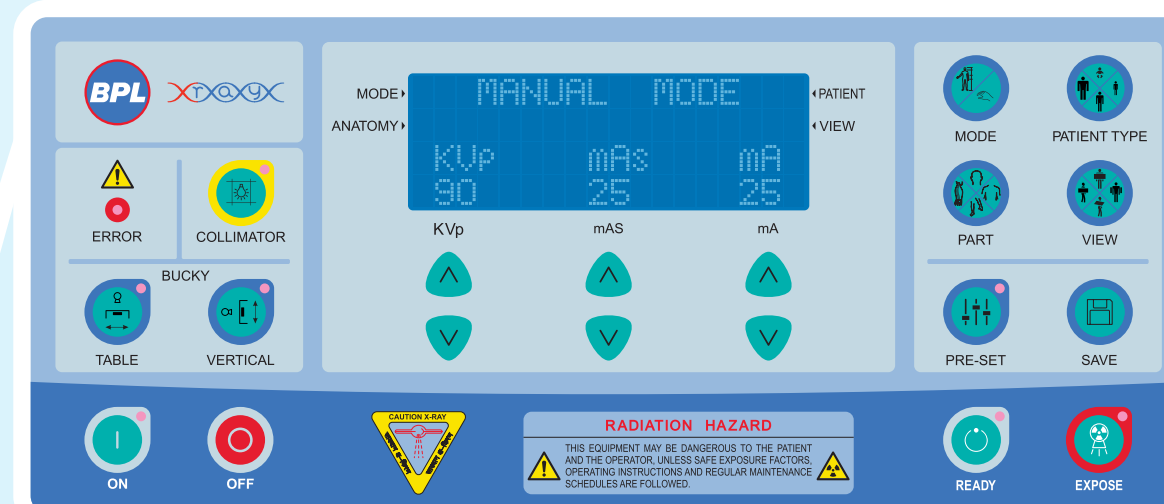 BPL
xrayx
MODE
MANUAL MODE
PATIENT
ANATOMY
VIEW
KVp mAs mA
90 25 25
KVp mAS mA
ERROR
COLLIMATOR
BUCKY
TABLE
VERTICAL
MODE
PATIENT TYPE
PART
VIEW
PRE-SET
SAVE
ON
OFF
CAUTION X-RAY
RADIATION HAZARD
THIS EQUIPMENT MAY BE DANGEROUS TO THE PATIENT
AND THE OPERATOR, UNLESS SAFE EXPOSURE FACTORS,
OPERATING INSTRUCTIONS AND REGULAR MAINTENANCE
SCHEDULES ARE FOLLOWED.
READY
EXPOSE